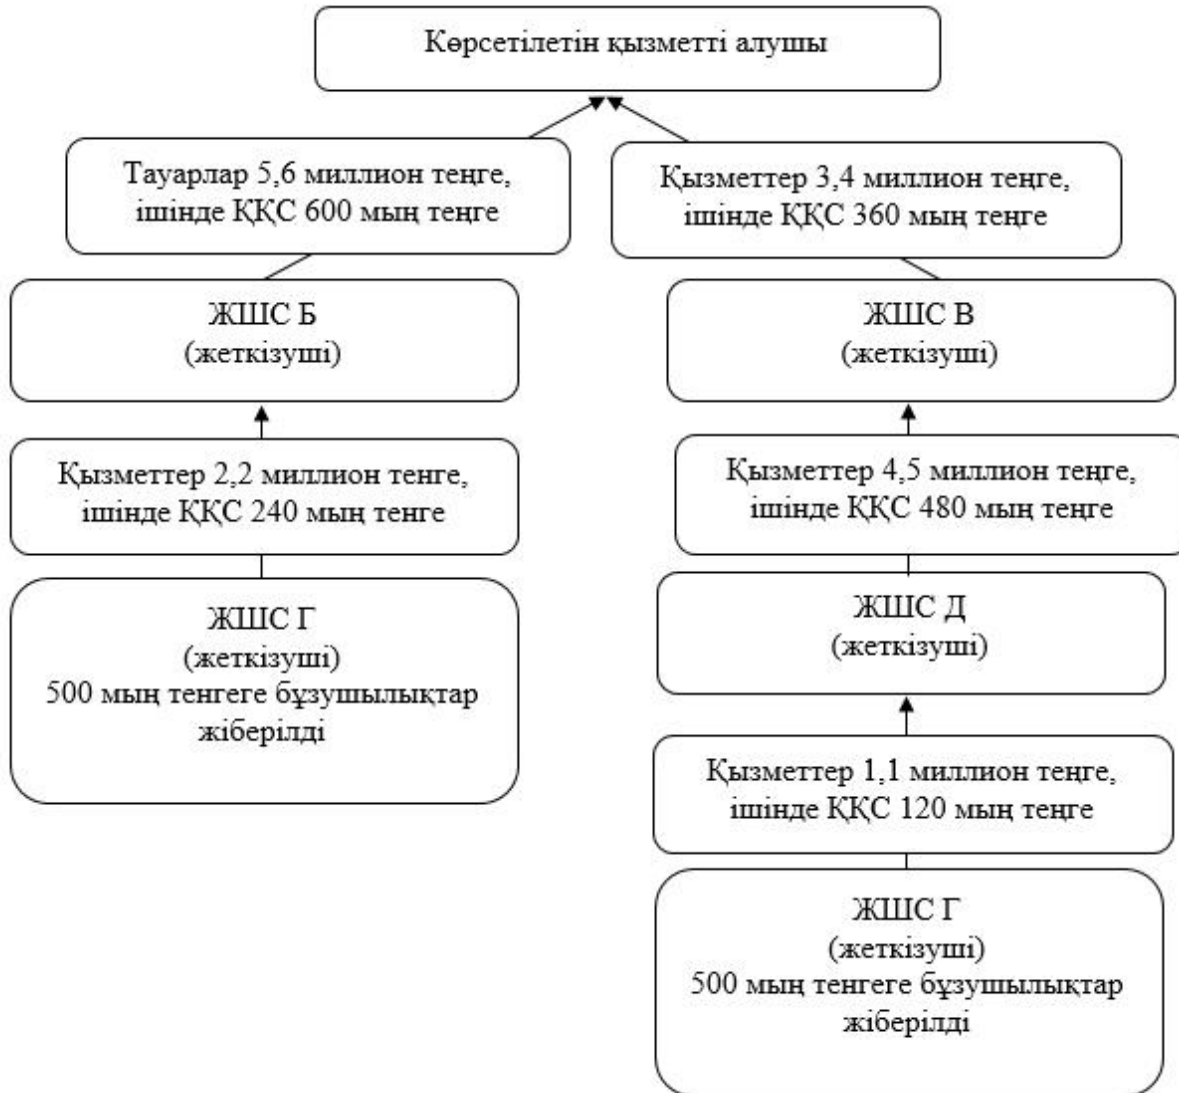 Көрсетілетін қызметті алушы
Тауарлар 5,6 миллион теңге,
ішінде ҚҚС 600 мың теңге
Қызметтер 3,4 миллион теңге,
ішінде ҚҚС 360 мың теңге
ЖШС Б
(жеткізуші)
ЖШС В
(жеткізуші)
Қызметтер 2,2 миллион тенге,
ішінде ҚҚС 240 мың тенге
Қызметтер 4,5 миллион теңге,
ішінде ҚҚС 480 мың теңге
ЖШС Г
(жеткізуші)
500 мың тенгеге бұзушылықтар
жіберілді
ЖШС Д
(жеткізуші)
Қызметтер 1,1 миллион теңге,
ішінде ҚҚС 120 мың теңге
ЖШС Г
(жеткізуші)
500 мың тенгеге бұзушылықтар
жіберілді